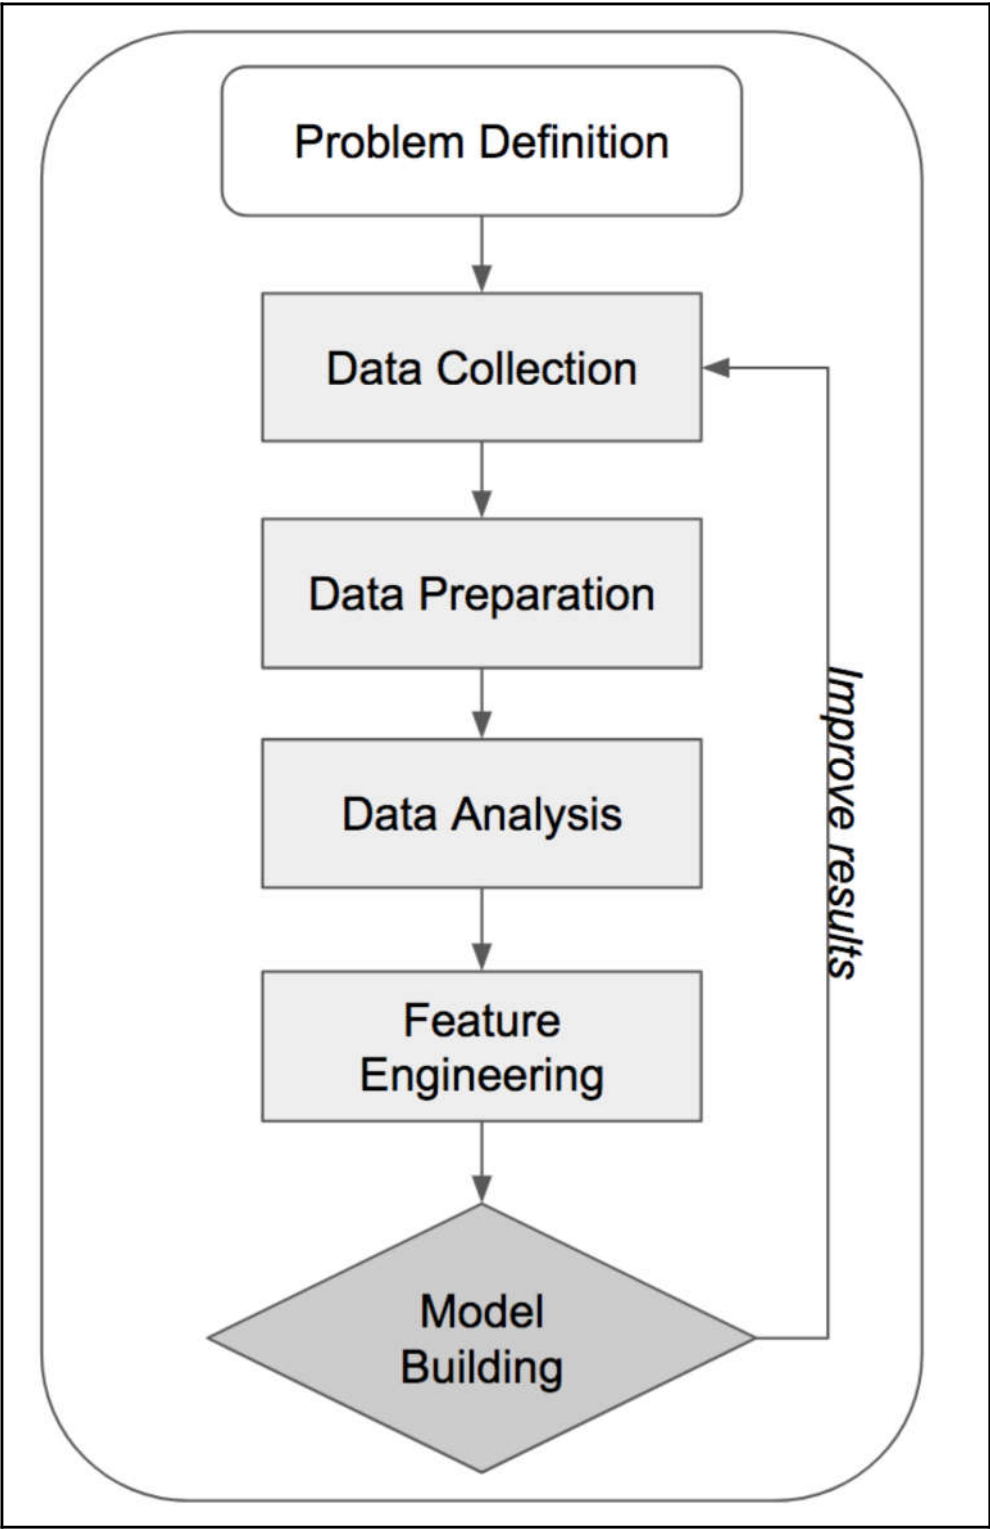 Problem Definition
Data Collection
Data Preparation
Data Analysis
Feature
Engineering
Model
Building
Improve results